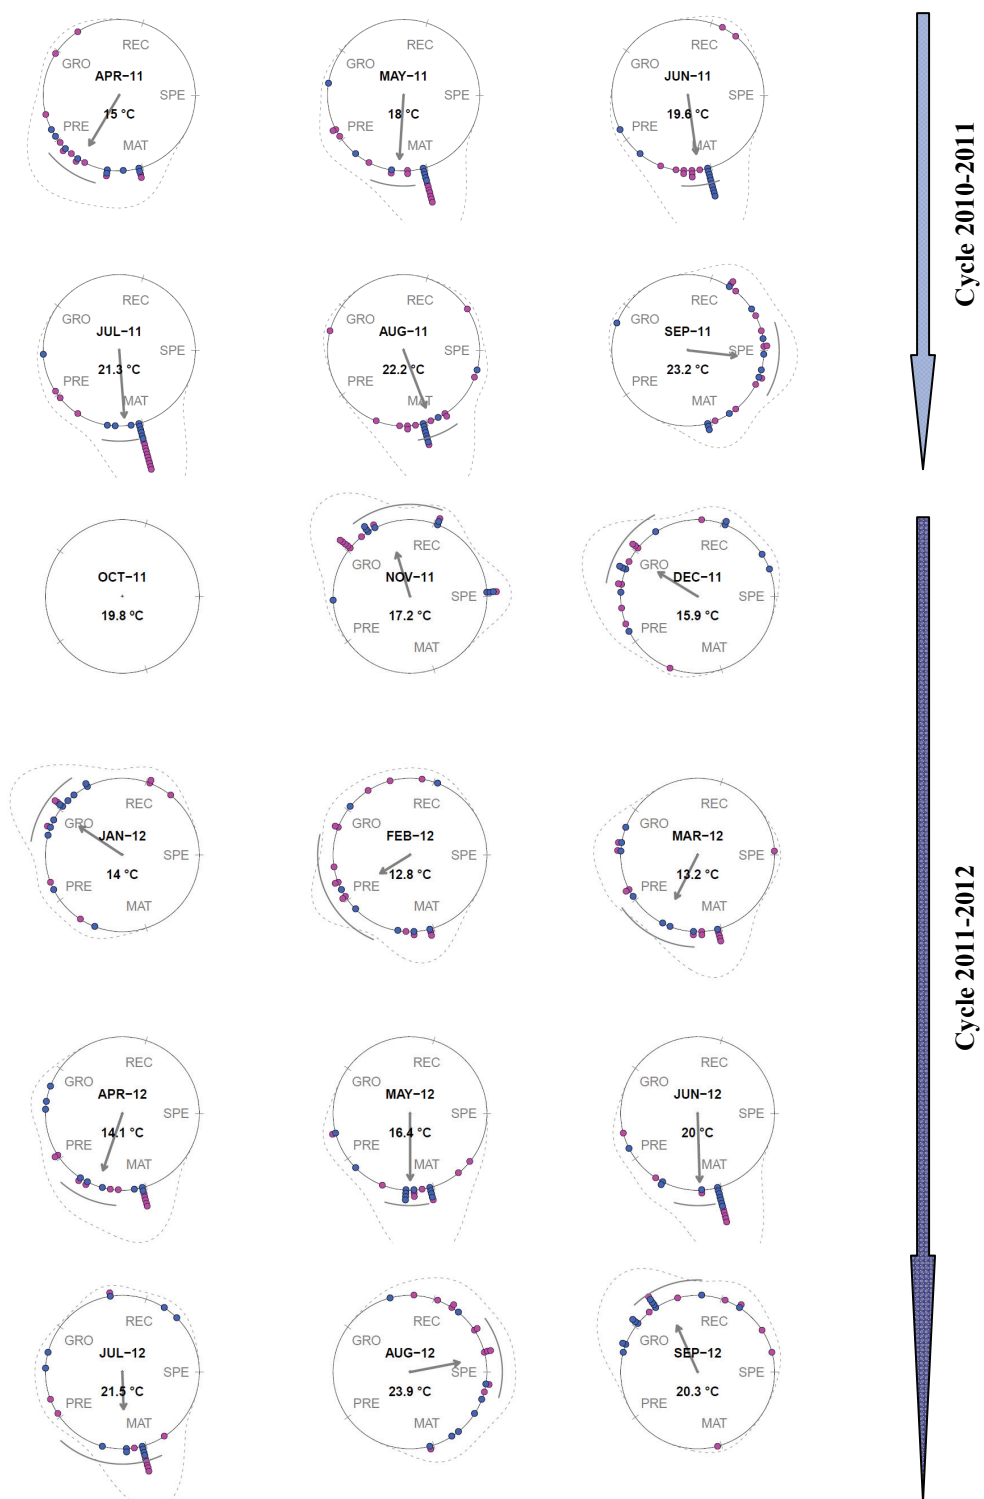 REC
GRO
APR−11
SPE
15 °C
PRE
MAT
REC
GRO
MAY−11
SPE
18 °C
PRE
MAT
REC
GRO
JUN−11
SPE
19.6 °C
PRE
MAT
Cycle 2010-2011
REC
GRO
JUL−11
SPE
21.3 °C
PRE
MAT
REC
GRO
AUG−11
SPE
22.2 °C
PRE
MAT
REC
GRO
SEP−11
SPE
23.2 °C
PRE
MAT
OCT−11
19.8 °C
REC
GRO
NOV−11
SPE
17.2 °C
PRE
MAT
REC
GRO
DEC−11
SPE
15.9 °C
PRE
MAT
REC
GRO
JAN−12
SPE
14 °C
PRE
MAT
REC
GRO
FEB−12
SPE
12.8 °C
PRE
MAT
REC
GRO
MAR−12
SPE
13.2 °C
PRE
MAT
Cycle 2011-2012
REC
GRO
APR−12
SPE
14.1 °C
PRE
MAT
REC
GRO
MAY−12
SPE
16.4 °C
PRE
MAT
REC
GRO
JUN−12
SPE
20 °C
PRE
MAT
REC
GRO
JUL−12
SPE
21.5 °C
PRE
MAT
REC
GRO
AUG−12
SPE
23.9 °C
PRE
MAT
REC
GRO
SEP−12
SPE
20.3 °C
PRE
MAT